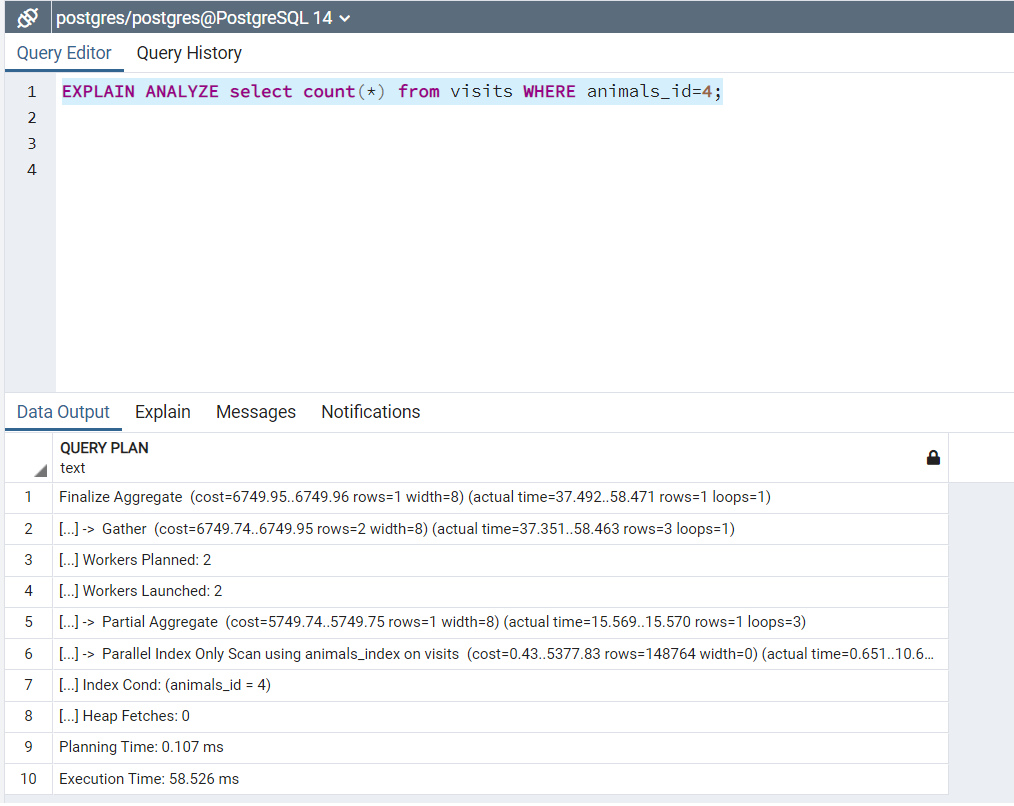 postgres/postgres@PostgreSQL 14
Query Editor Query History
1 EXPLAIN ANALYZE select count(*) from visits WHERE animals_id=4;
2
3
4
Data Output Explain Messages Notifications
QUERY PLAN
text
1 Finalize Aggregate (cost=6749.95..6749.96 rows=1 width=8) (actual time=37.492..58.471 rows=1 loops=1)
2 [...] -> Gather (cost=6749.74..6749.95 rows=2 width=8) (actual time=37.351..58.463 rows=3 loops=1)
3 [...] Workers Planned: 2
4 [...] Workers Launched: 2
5 [...] -> Partial Aggregate (cost=5749.74..5749.75 rows=1 width=8) (actual time=15.569..15.570 rows=1 loops=3)
6 [...] -> Parallel Index Only Scan using animals_index on visits (cost=0.43..5377.83 rows=148764 width=0) (actual time=0.651..10.6...
7 [...] Index Cond: (animals_id = 4)
8 [...] Heap Fetches: 0
9 Planning Time: 0.107 ms
10 Execution Time: 58.526 ms